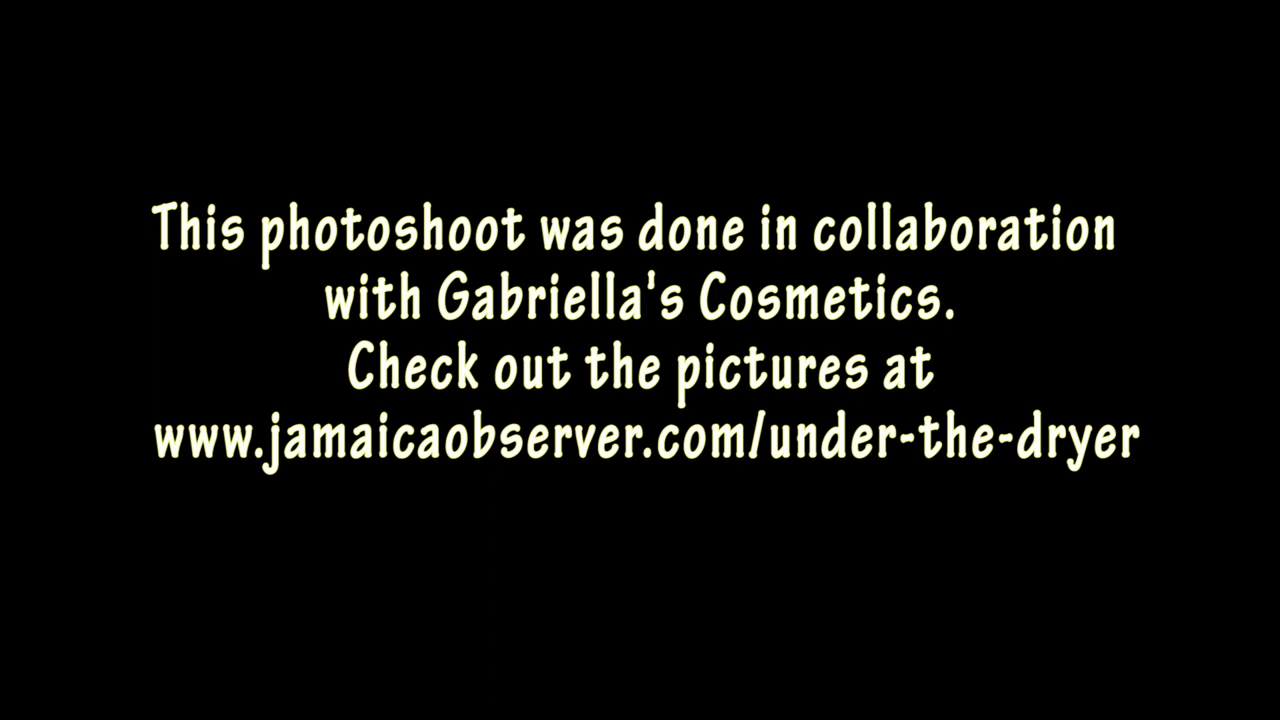 This photoshoot was done in collaboration
with Gabriella's Cosmetics.
Check out the pictures at
www.jamaicaobserver.com/under-the-dryer